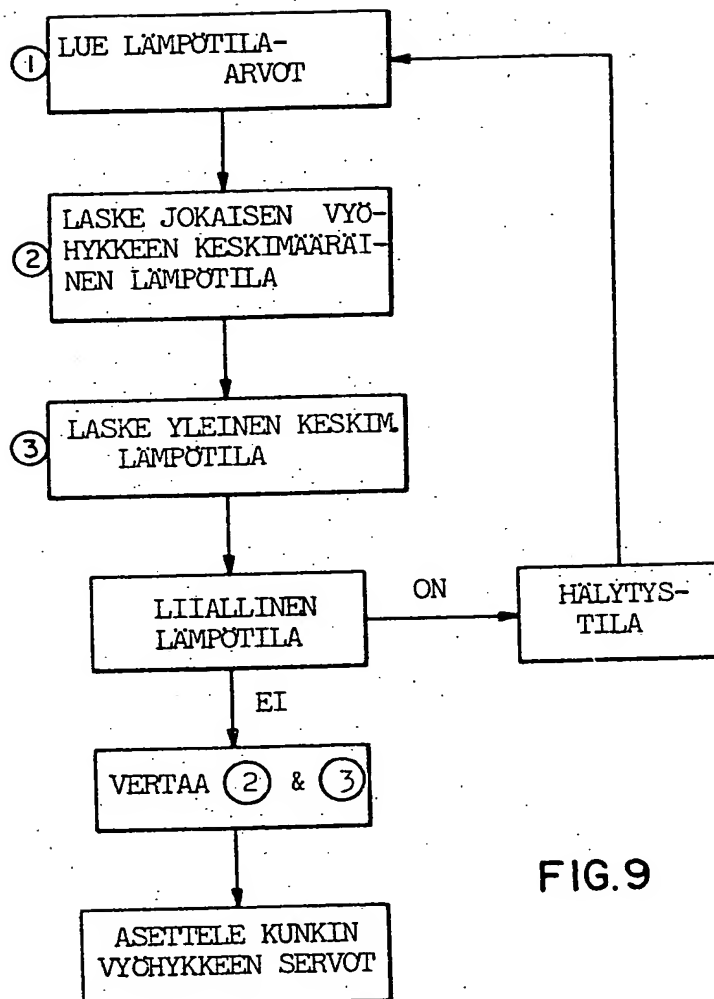 ① LUE LÄMPÖTILA-
ARVOT
② LASKE JOKAISEN VYÖ-
HYKKEEN KESKIMÄÄRÄI-
NEN LÄMPÖTILA
③ LASKE YLEINEN KESKIM.
LÄMPÖTILA
LIIALLINEN
LÄMPÖTILA
ON
HÄLYTYS-
TILA
EI
VERTAA ② & ③
ASETTELE KUNKIN
VYÖHYKKEEN SERVOT
FIG.9